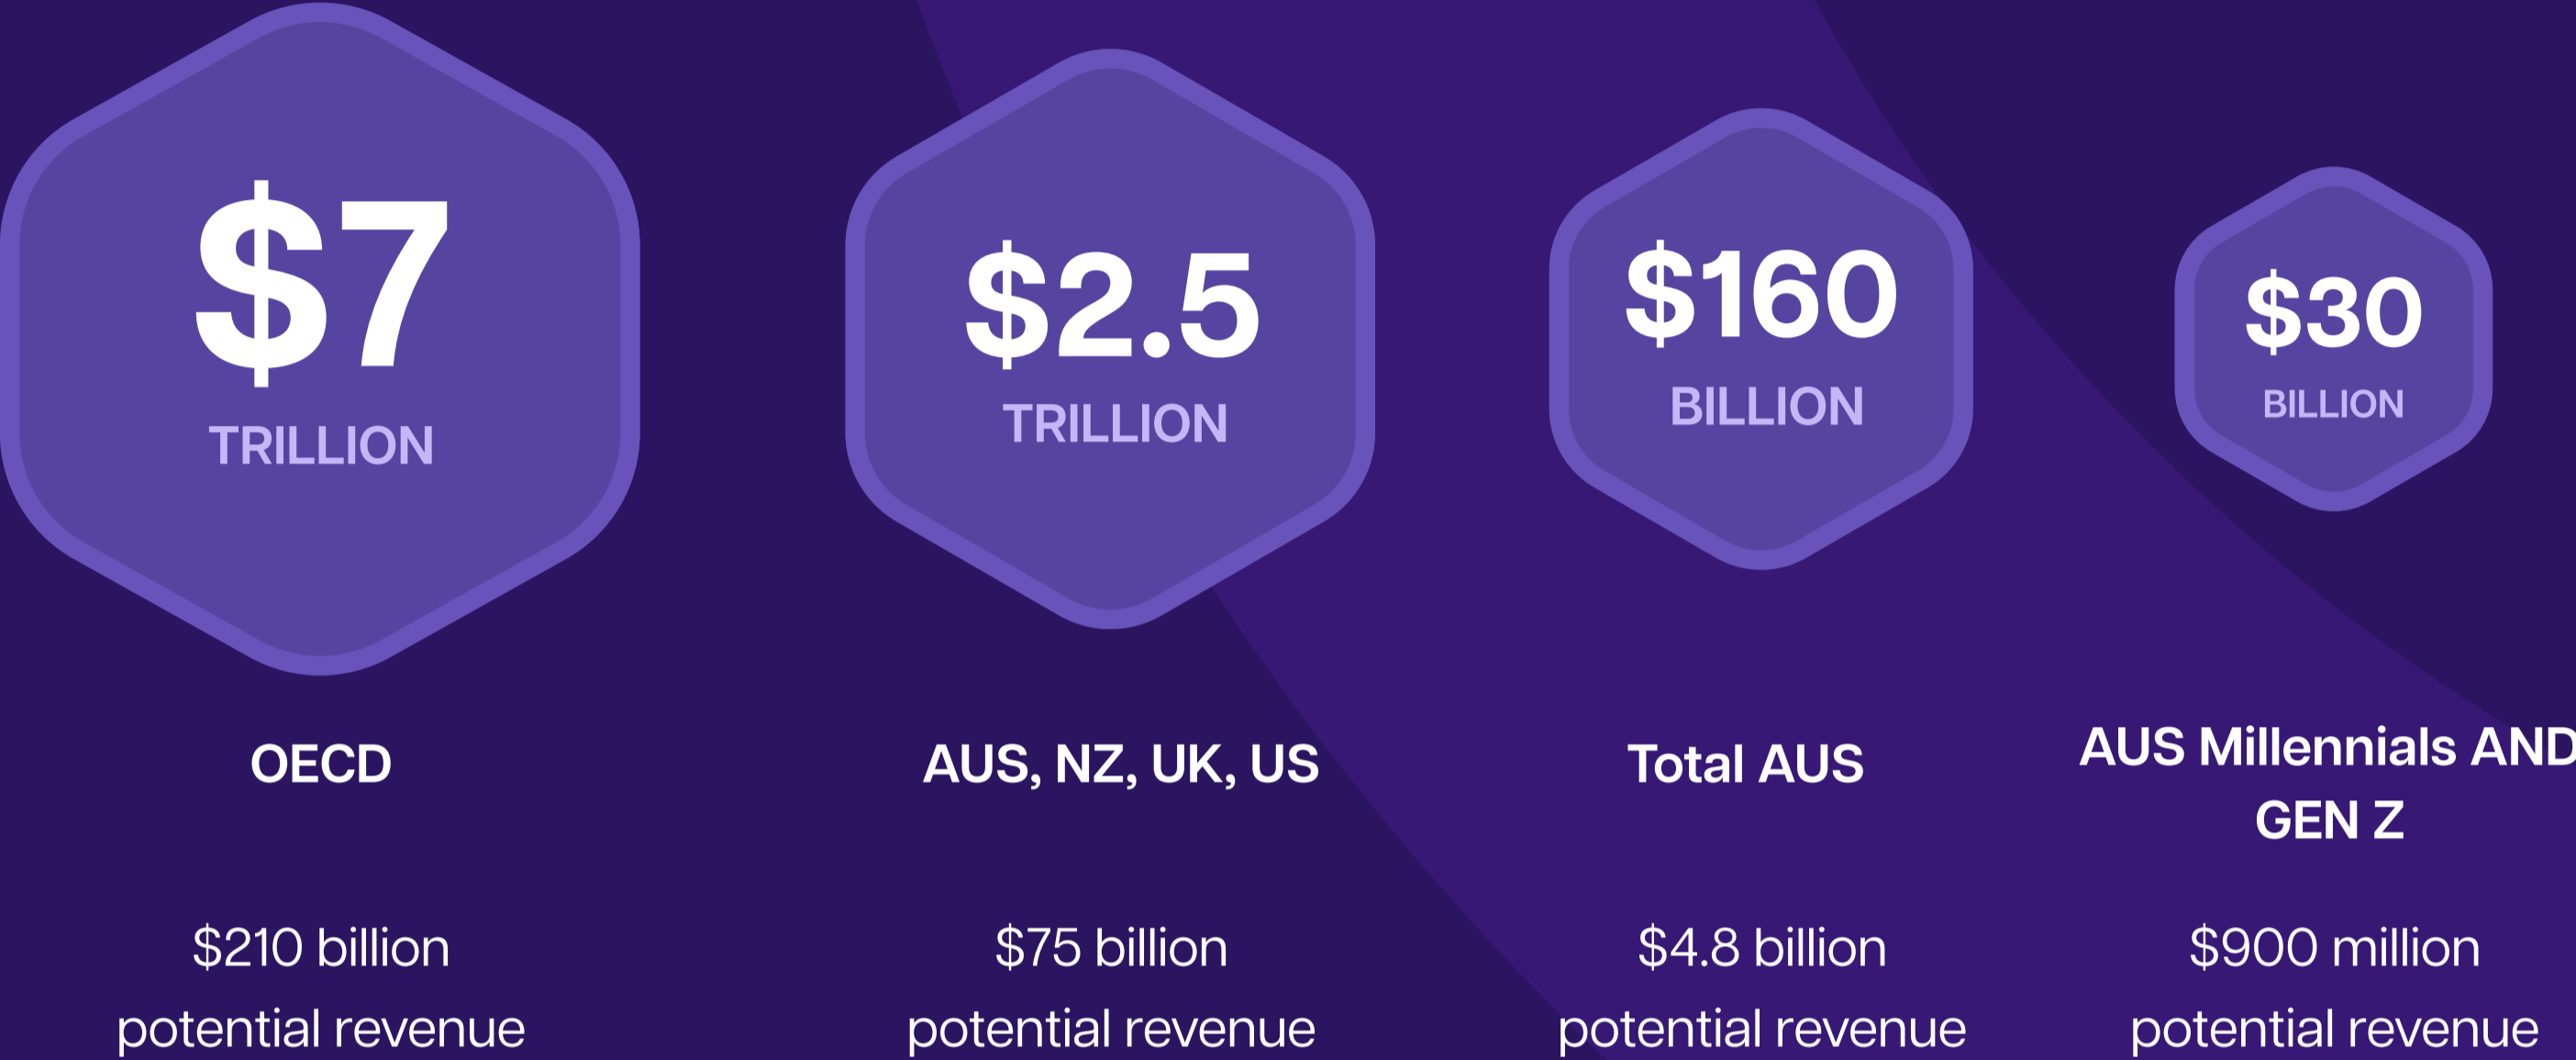 $7
TRILLION
OECD
$210 billion
potential revenue
$2.5
TRILLION
AUS, NZ, UK, US
$75 billion
potential revenue
$160
BILLION
Total AUS
$4.8 billion
potential revenue
$30
BILLION
AUS Millennials AND
GEN Z
$900 million
potential revenue